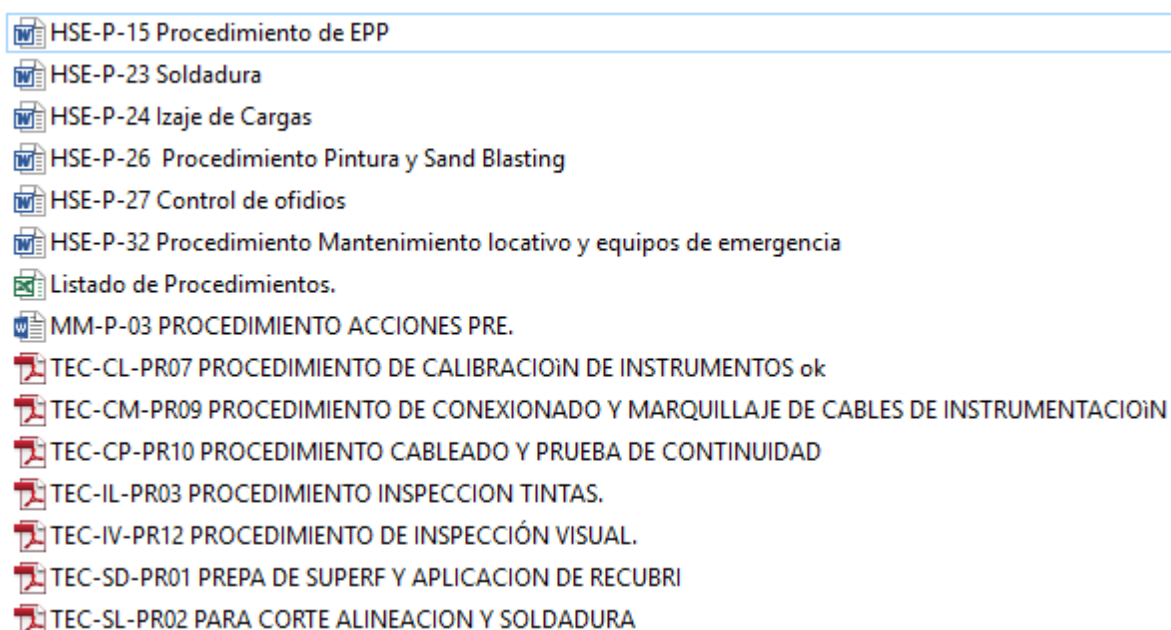 HSE-P-15 Procedimiento de EPP
HSE-P-23 Soldadura
HSE-P-24 Izaje de Cargas
HSE-P-26  Procedimiento Pintura y Sand Blasting
HSE-P-27 Control de ofidios
HSE-P-32 Procedimiento Mantenimiento locativo y equipos de emergencia
Listado de Procedimientos.
MM-P-03 PROCEDIMIENTO ACCIONES PRE.
TEC-CL-PR07 PROCEDIMIENTO DE CALIBRACIOìN DE INSTRUMENTOS ok
TEC-CM-PR09 PROCEDIMIENTO DE CONEXIONADO Y MARQUILLAJE DE CABLES DE INSTRUMENTACIOìN
TEC-CP-PR10 PROCEDIMIENTO CABLEADO Y PRUEBA DE CONTINUIDAD
TEC-IL-PR03 PROCEDIMIENTO INSPECCION TINTAS.
TEC-IV-PR12 PROCEDIMIENTO DE INSPECCIÓN VISUAL.
TEC-SD-PR01 PREPA DE SUPERF Y APLICACION DE RECUBRI
TEC-SL-PR02 PARA CORTE ALINEACION Y SOLDADURA